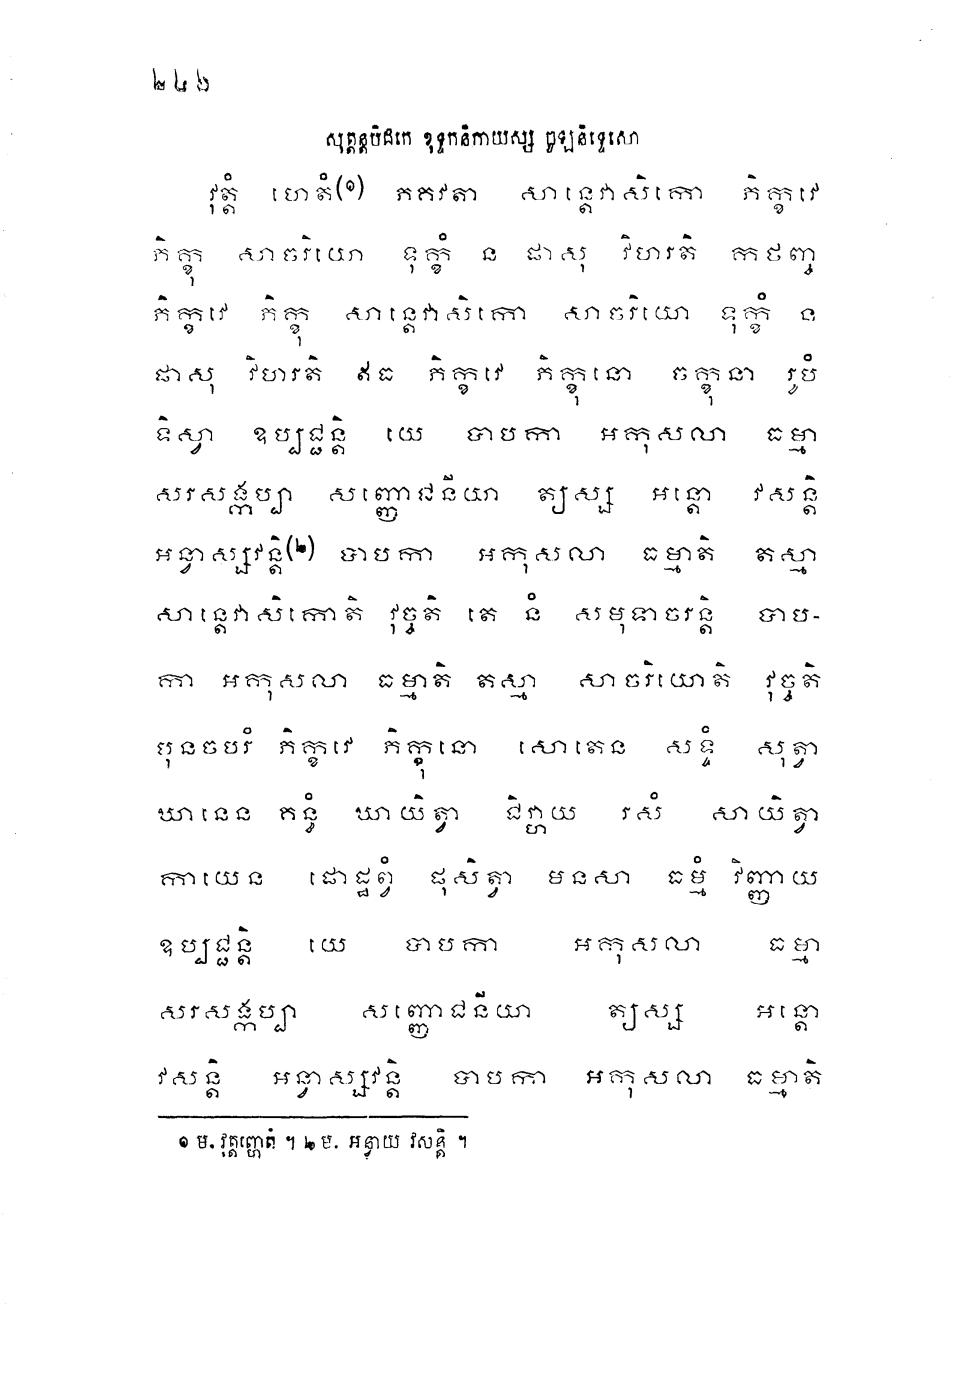 ២៤៦
សុត្តន្តបិដកេ ខុទ្ទកនិកាយស្ស ចូឡនិទ្ទេសោ
វុត្តំ ហេតំ(១) ភគវតា សាន្តេវាសិកោ ភិក្ខវេ
ភិក្ខុ សាចរិយោ ទុក្ខំ ន ផាសុ វិហរតិ កថញ្ច
ភិក្ខវេ ភិក្ខុ សាន្តេវាសិកោ សាចរិយោ ទុក្ខំ ន
ផាសុ វិហរតិ ឥធ ភិក្ខវេ ភិក្ខុនោ ចក្ខុនា រូបំ
ទិស្វា ឧប្បជ្ជន្តិ យេ បាបកា អកុសលា ធម្មា
សរសង្កប្បា សញ្ញោជនីយា ត្យស្ស អន្តោ វសន្តិ
អន្វាស្សវន្តិ(២) បាបកា អកុសលា ធម្មាតិ តស្មា
សាន្តេវាសិកោតិ វុច្ចតិ តេ នំ សមុទាចរន្តិ បាប-
កា អកុសលា ធម្មាតិ តស្មា សាចរិយោតិ វុច្ចតិ
បុនចបរំ ភិក្ខវេ ភិក្ខុនោ សោតេន សទ្ទំ សុត្វា
ឃានេន គន្ធំ ឃាយិត្វា ជិវ្ហាយ រសំ សាយិត្វា
កាយេន ផោដ្ឋព្វំ ផុសិត្វា មនសា ធម្មំ វិញ្ញាយ
ឧប្បជ្ជន្តិ យេ បាបកា អកុសលា ធម្មា
សរសង្កប្បា សញ្ញោជនីយា ត្យស្ស អន្តោ
វសន្តិ អន្វាស្សវន្តិ បាបកា អកុសលា ធម្មាតិ
១ ម. វុត្តញ្ហេតំ ។ ២ ម. អន្វាយ វសន្តិ ។